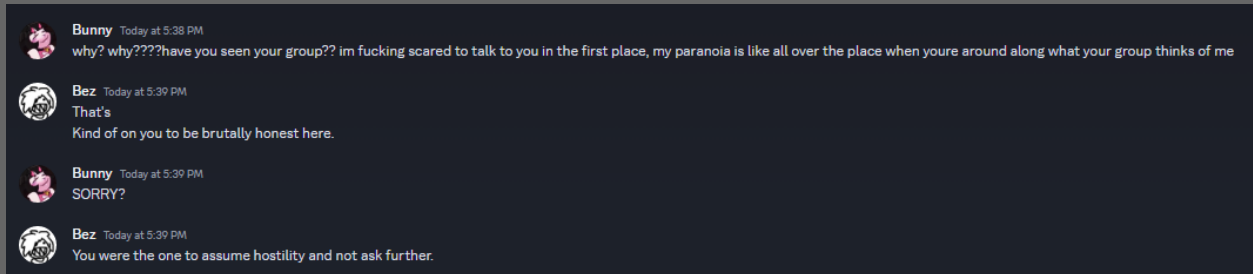 Bunny Today at 5:38 PM
why? why????have you seen your group?? im fucking scared to talk to you in the first place, my paranoia is like all over the place when youre around along what your group thinks of me
Bez Today at 5:39 PM
That's
Kind of on you to be brutally honest here.
Bunny Today at 5:39 PM
SORRY?
Bez Today at 5:39 PM
You were the one to assume hostility and not ask further.